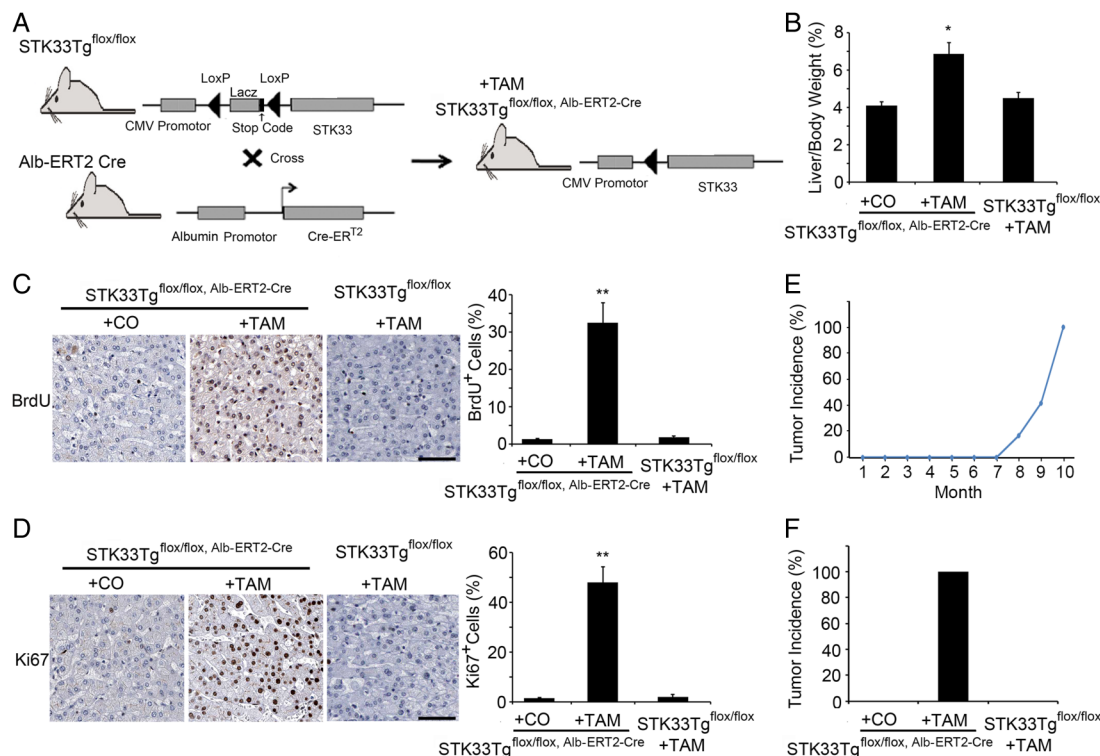 A
STK33Tg^flox/flox
LoxP LoxP
Lacz
CMV Promotor Stop Code STK33
Alb-ERT2 Cre
Cross
Albumin Promotor Cre-ER^T2
+TAM
STK33Tg^flox/flox, Alb-ERT2-Cre
CMV Promotor STK33
B
Liver/Body Weight (%)
8
6
4
2
0
*
+CO +TAM STK33Tg^flox/flox
STK33Tg^flox/flox, Alb-ERT2-Cre +TAM
C
STK33Tg^flox/flox, Alb-ERT2-Cre STK33Tg^flox/flox
+CO +TAM +TAM
BrdU
BrdU^+ Cells (%)
40
30
20
10
0
**
+CO +TAM STK33Tg^flox/flox
STK33Tg^flox/flox, Alb-ERT2-Cre +TAM
E
Tumor Incidence (%)
100
80
60
40
20
0
1 2 3 4 5 6 7 8 9 10
Month
D
STK33Tg^flox/flox, Alb-ERT2-Cre STK33Tg^flox/flox
+CO +TAM +TAM
Ki67
Ki67^+Cells (%)
60
40
20
0
**
+CO +TAM STK33Tg^flox/flox
STK33Tg^flox/flox, Alb-ERT2-Cre +TAM
F
Tumor Incidence (%)
100
80
60
40
20
0
+CO +TAM STK33Tg^flox/flox
STK33Tg^flox/flox, Alb-ERT2-Cre +TAM